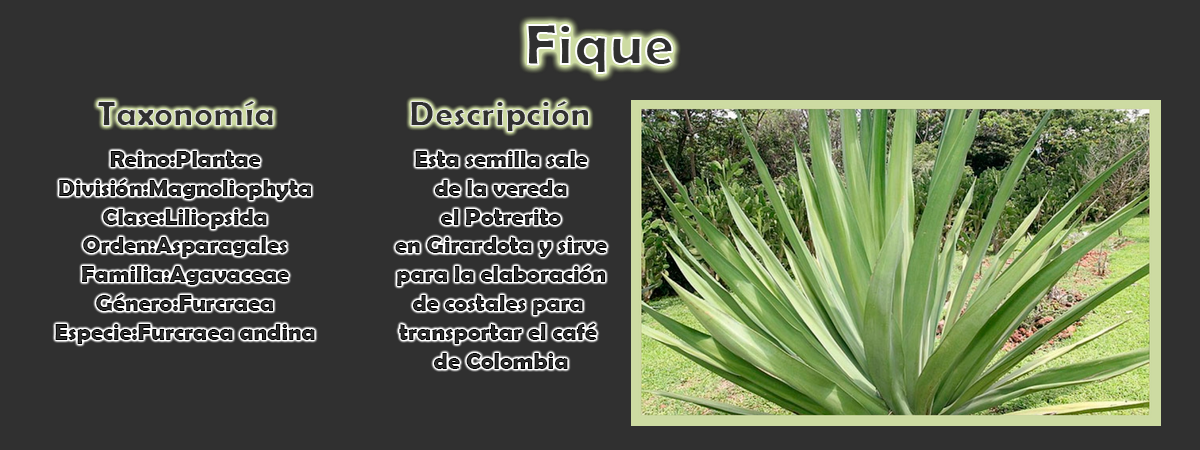 Fique
Taxonomía
Reino:Plantae
División:Magnoliophyta
Clase:Liliopsida
Orden:Asparagales
Familia:Agavaceae
Género:Furcraea
Especie:Furcraea andina
Descripción
Esta semilla sale
de la vereda
el Potrerito
en Girardota y sirve
para la elaboración
de costales para
transportar el café
de Colombia